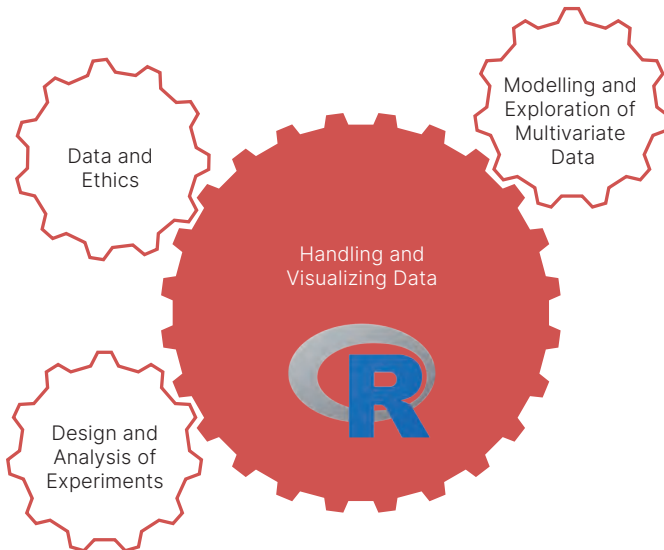 Modelling and
Exploration of
Multivariate
Data
Data and
Ethics
Handling and
Visualizing Data
R
Design and
Analysis of
Experiments